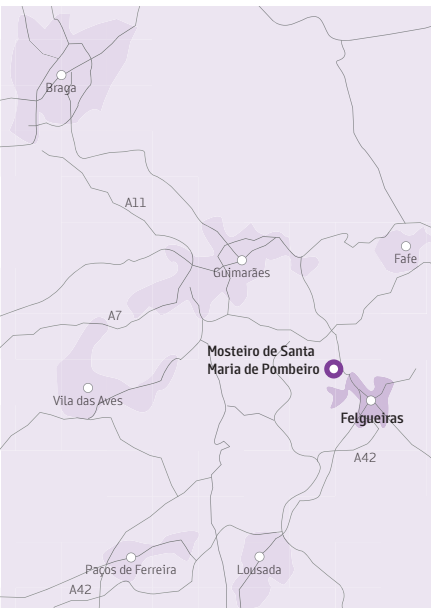 Braga
A11
Guimarães
Fafe
A7
Mosteiro de Santa
Maria de Pombeiro
Vila das Aves
Felgueiras
A42
Paços de Ferreira
Lousada
A42